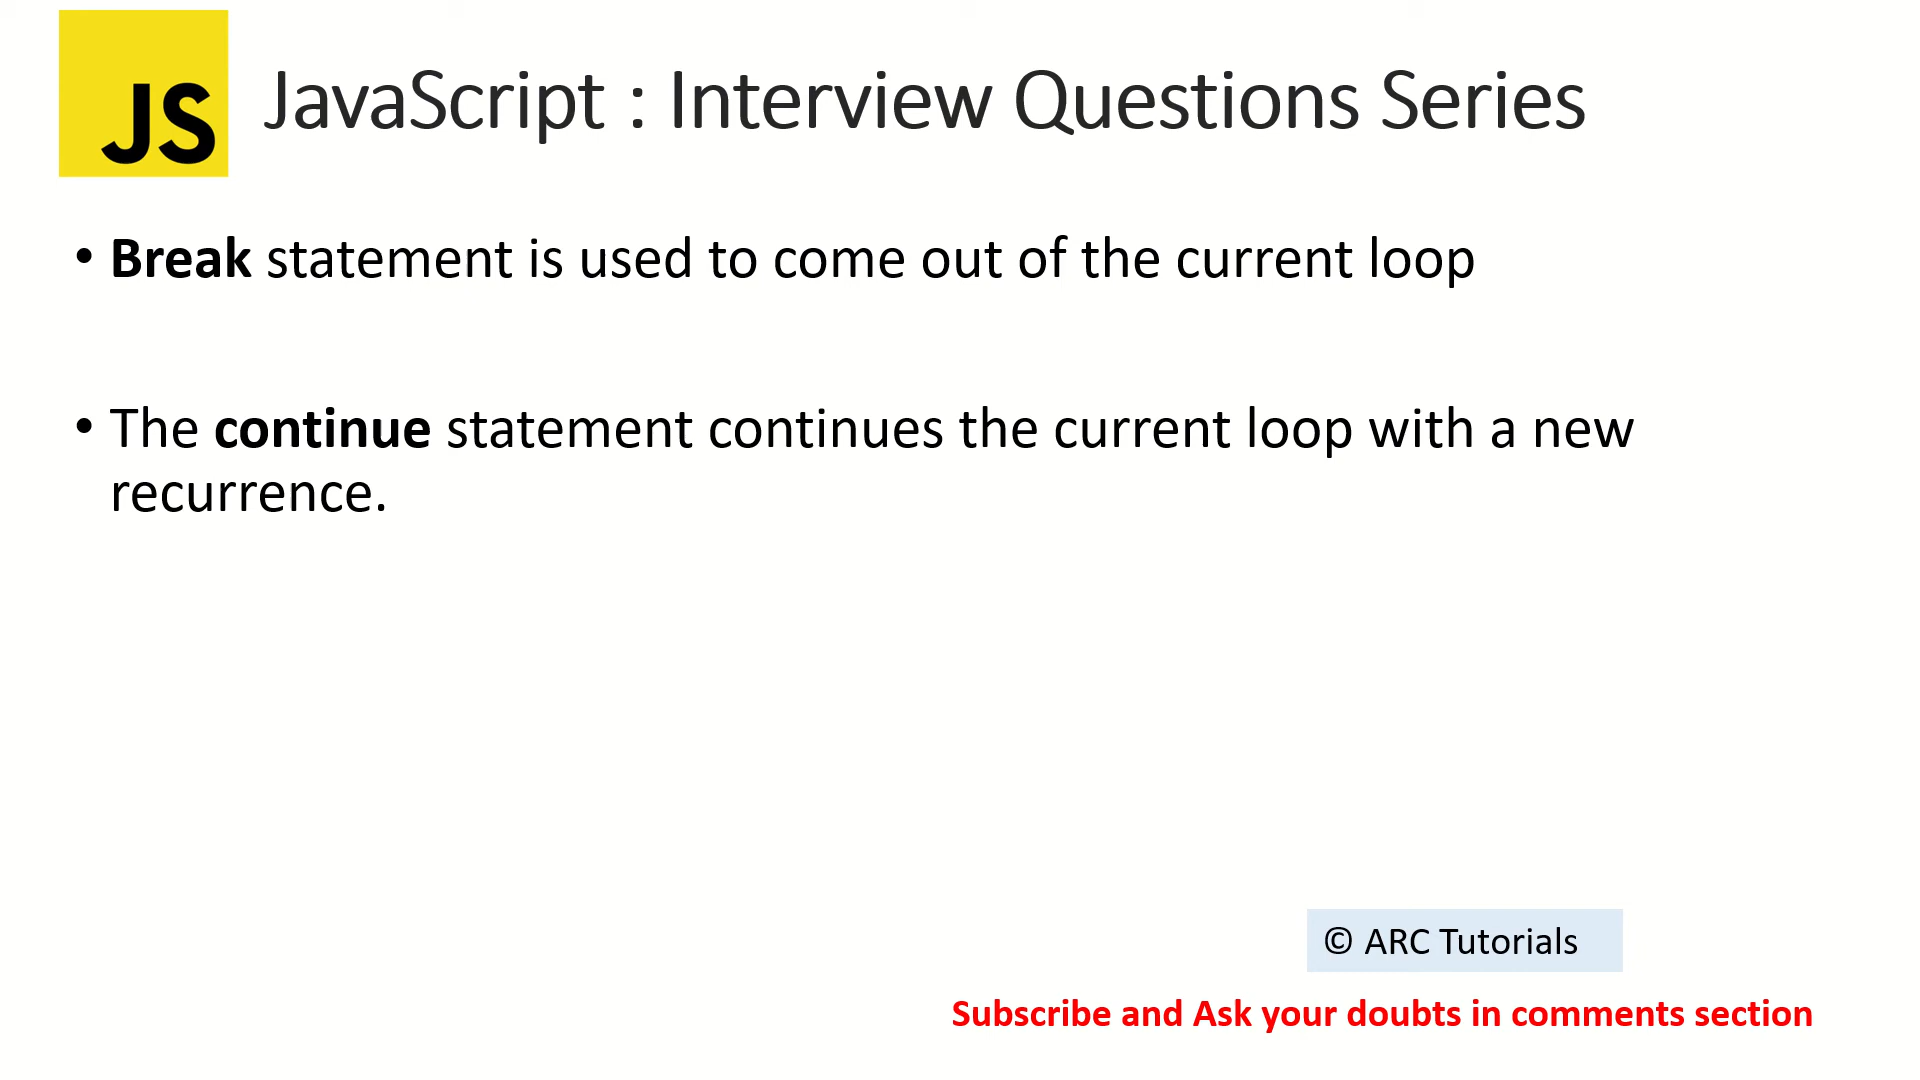 JS
JavaScript : Interview Questions Series
• Break statement is used to come out of the current loop
• The continue statement continues the current loop with a new
recurrence.
© ARC Tutorials
Subscribe and Ask your doubts in comments section